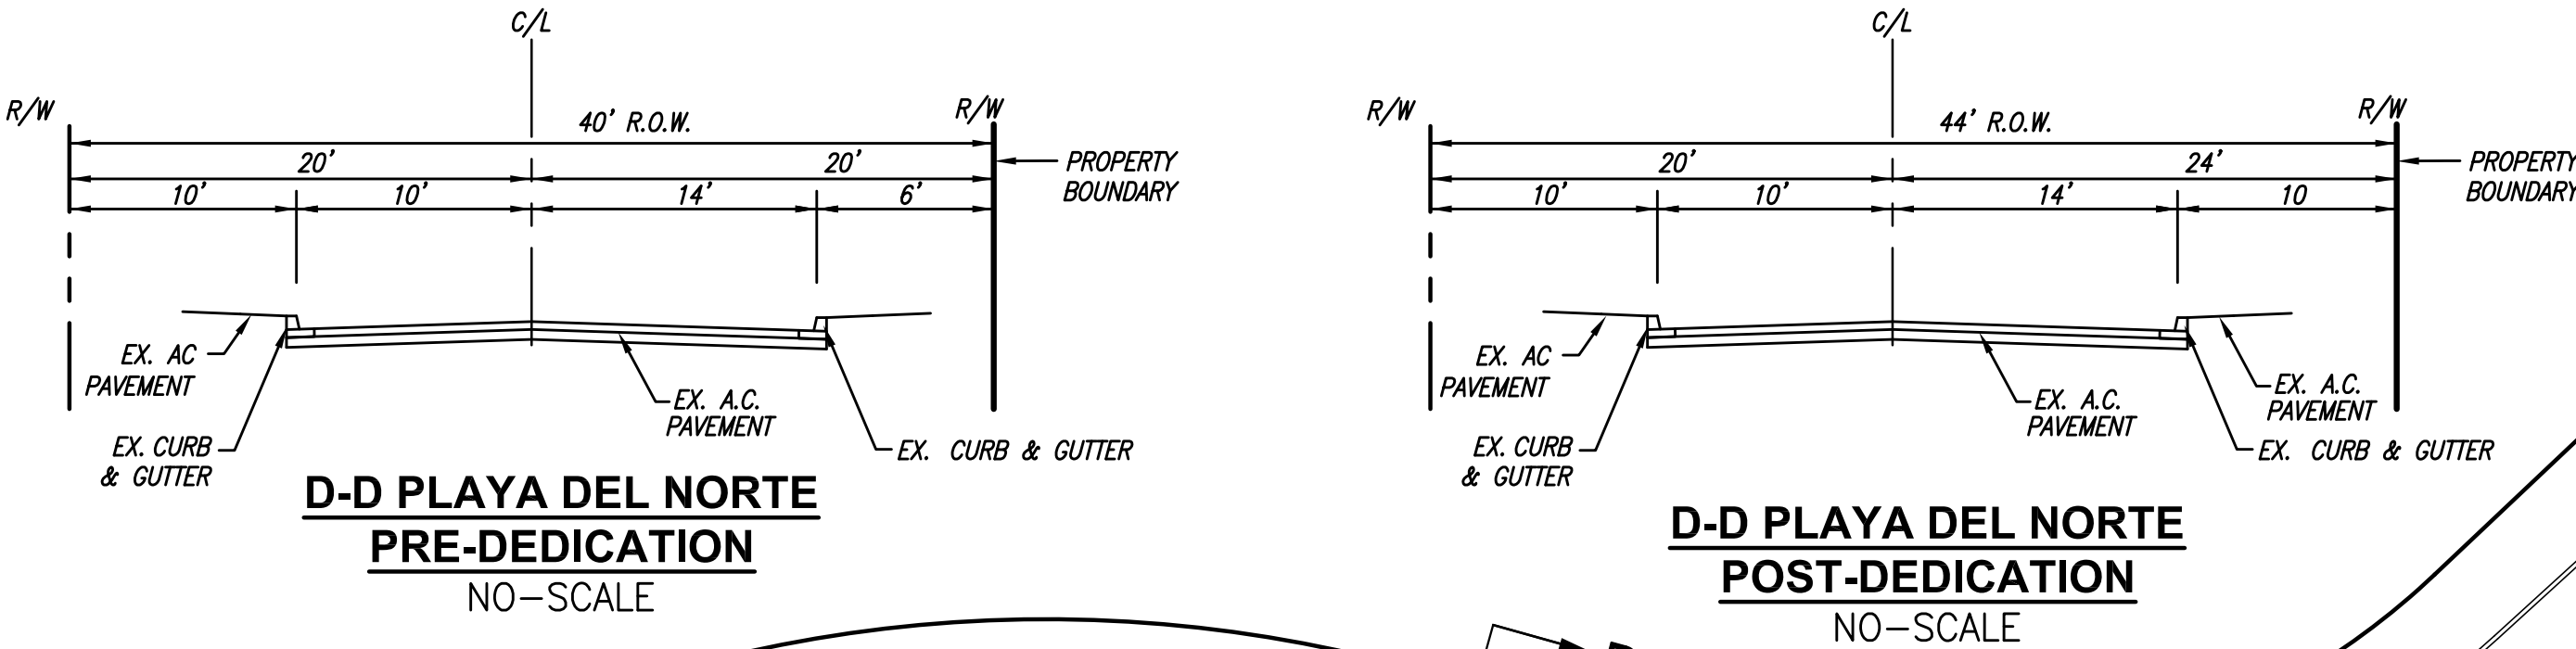 C/L
R/W
R/W
40' R.O.W.
20'
20'
10'
10'
14'
6'
PROPERTY
BOUNDARY
EX. AC
PAVEMENT
EX. A.C.
PAVEMENT
EX. CURB
& GUTTER
EX. CURB & GUTTER
D-D PLAYA DEL NORTE
PRE-DEDICATION
NO-SCALE
C/L
R/W
R/W
44' R.O.W.
20'
24'
10'
10'
14'
10
PROPERTY
BOUNDARY
EX. AC
PAVEMENT
EX. A.C.
PAVEMENT
EX. A.C.
PAVEMENT
EX. CURB
& GUTTER
EX. CURB & GUTTER
D-D PLAYA DEL NORTE
POST-DEDICATION
NO-SCALE